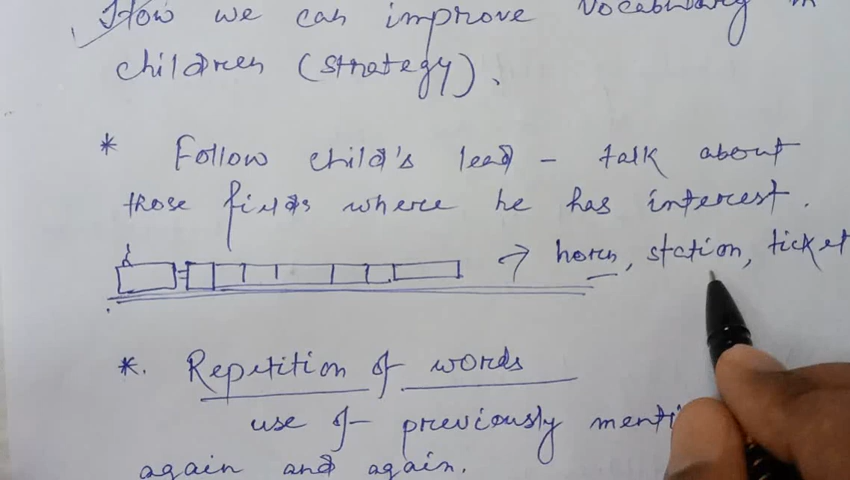 How we can improve vocabulary in
children (strategy).
* Follow child's lead - talk about
those fields where he has interest.
→ horn, station, ticket
*. Repetition of words
use of previously
again and again.